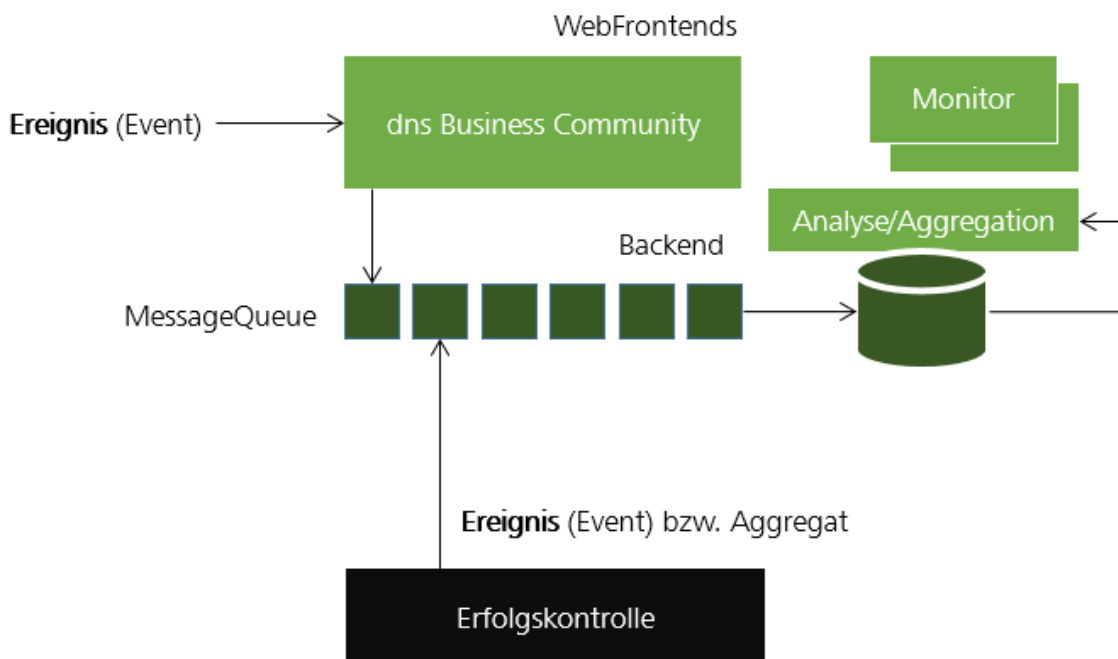 WebFrontends
Ereignis (Event)
dns Business Community
Monitor
Analyse/Aggregation
Backend
MessageQueue
Ereignis (Event) bzw. Aggregat
Erfolgskontrolle